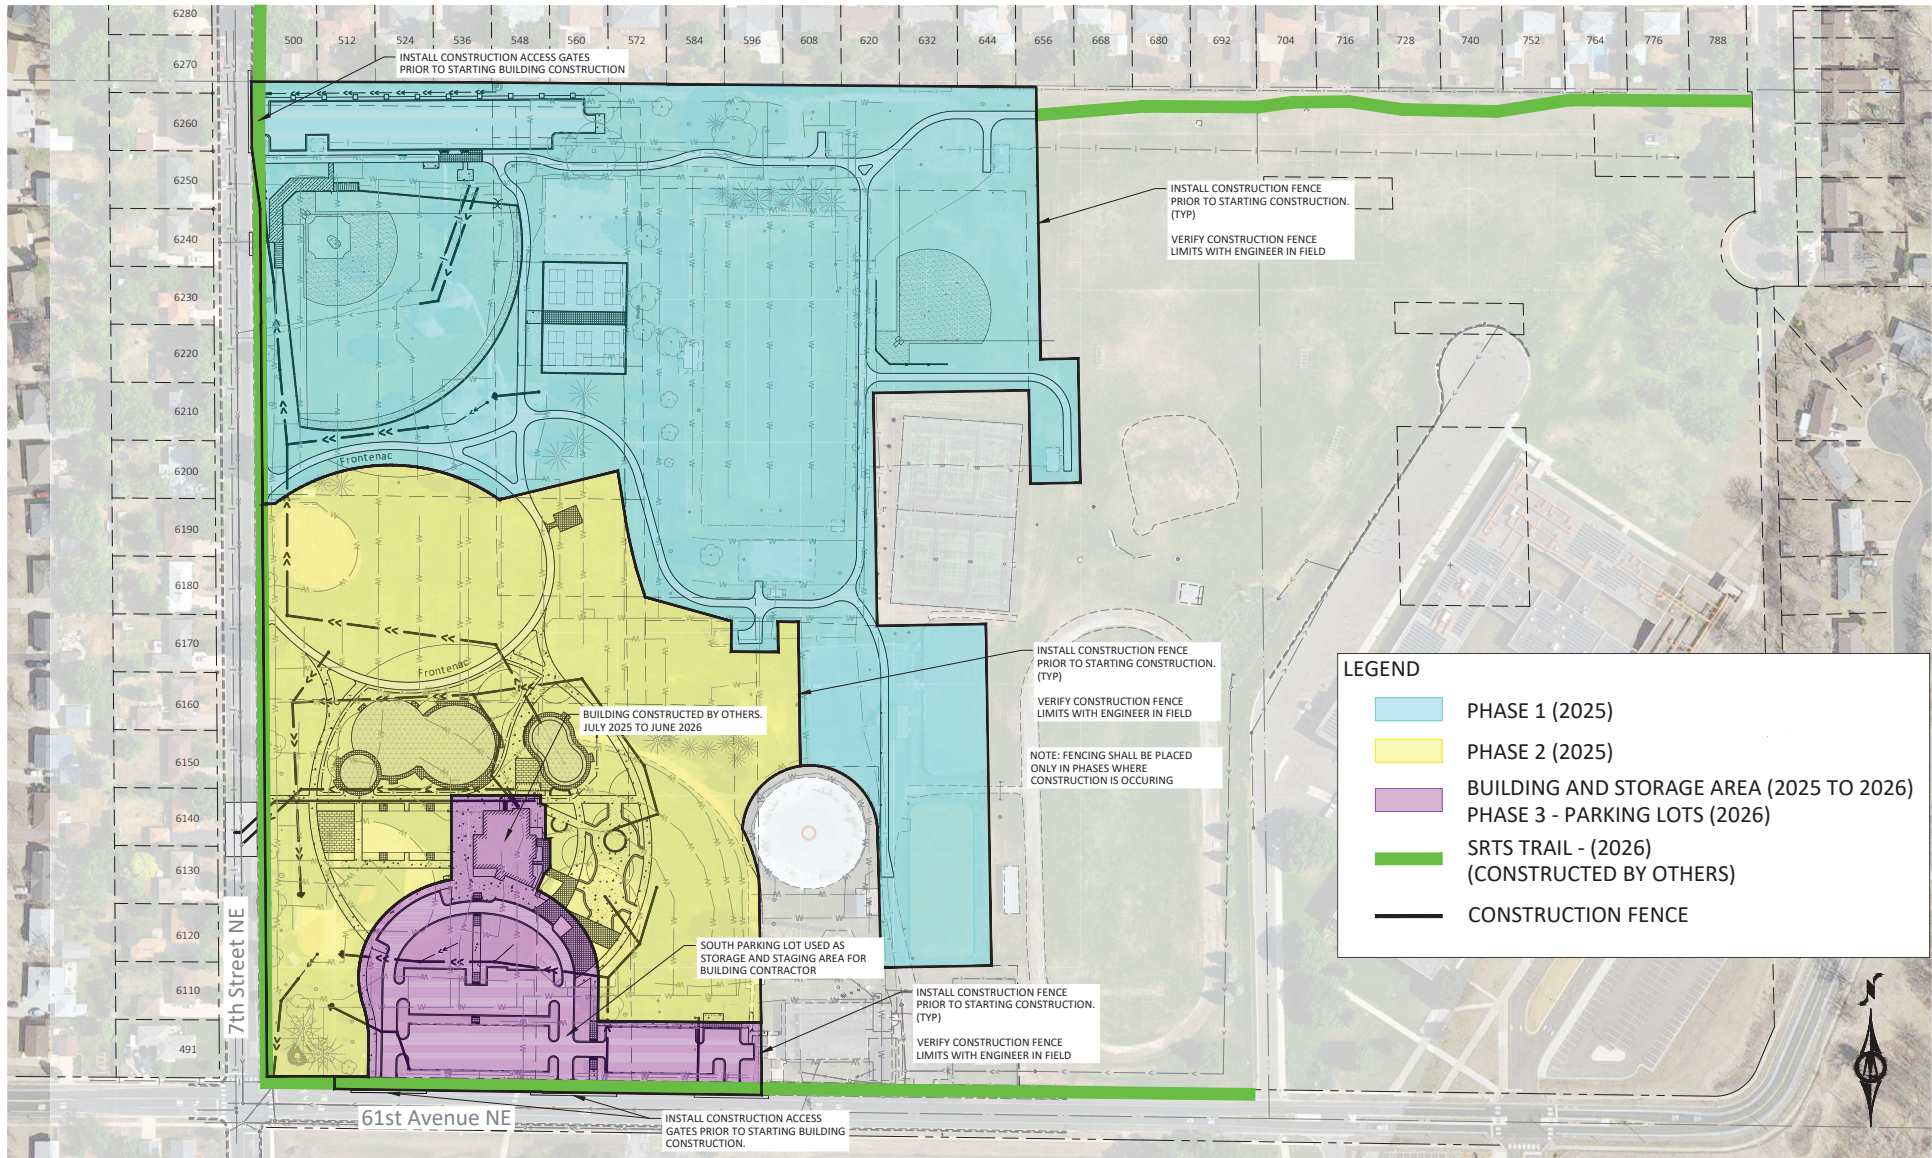 6280
500 512 524 536 548 560 572 584 596 608 620 632 644 656 668 680 692 704 716 728 740 752 764 776 788
INSTALL CONSTRUCTION ACCESS GATES
PRIOR TO STARTING BUILDING CONSTRUCTION
6270
6260
6250
INSTALL CONSTRUCTION FENCE
PRIOR TO STARTING CONSTRUCTION.
(TYP)
VERIFY CONSTRUCTION FENCE
LIMITS WITH ENGINEER IN FIELD
6240
6230
6220
6210
6200
Frontenac
6190
6180
6170
Frontenac
INSTALL CONSTRUCTION FENCE
PRIOR TO STARTING CONSTRUCTION.
(TYP)
VERIFY CONSTRUCTION FENCE
LIMITS WITH ENGINEER IN FIELD
NOTE: FENCING SHALL BE PLACED
ONLY IN PHASES WHERE
CONSTRUCTION IS OCCURING
6160
BUILDING CONSTRUCTED BY OTHERS.
JULY 2025 TO JUNE 2026
6150
6140
6130
6120
6110
491
7th Street NE
SOUTH PARKING LOT USED AS
STORAGE AND STAGING AREA FOR
BUILDING CONTRACTOR
INSTALL CONSTRUCTION FENCE
PRIOR TO STARTING CONSTRUCTION.
(TYP)
VERIFY CONSTRUCTION FENCE
LIMITS WITH ENGINEER IN FIELD
61st Avenue NE
INSTALL CONSTRUCTION ACCESS
GATES PRIOR TO STARTING BUILDING
CONSTRUCTION.
LEGEND
PHASE 1 (2025)
PHASE 2 (2025)
BUILDING AND STORAGE AREA (2025 TO 2026)
PHASE 3 - PARKING LOTS (2026)
SRTS TRAIL - (2026)
(CONSTRUCTED BY OTHERS)
CONSTRUCTION FENCE
N